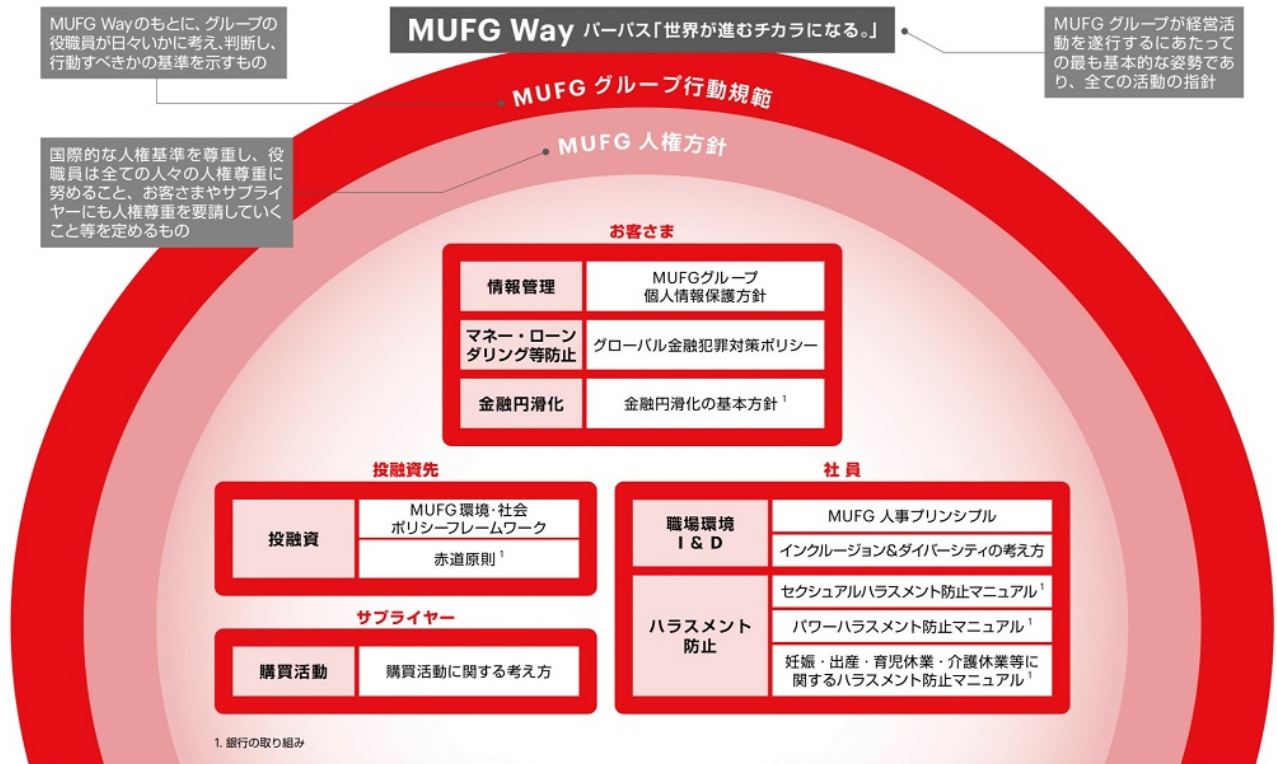 MUFG Wayのもとに、グループの
役職員が日々いかに考え、判断し、
行動すべきかの基準を示すもの
MUFG Way パーパス「世界が進むチカラになる。」
MUFG グループが経営活
動を遂行するにあたって
の最も基本的な姿勢であ
り、全ての活動の指針
MUFG グループ行動規範
MUFG 人権方針
国際的な人権基準を尊重し、役
職員は全ての人々の人権尊重に
努めること、お客さまやサプライ
ヤーにも人権尊重を要請していく
こと等を定めるもの
お客さま
情報管理
MUFGグループ
個人情報保護方針
マネー・ローン
ダリング等防止
グローバル金融犯罪対策ポリシー
金融円滑化
金融円滑化の基本方針 1
投融資先
投融資
MUFG 環境・社会
ポリシーフレームワーク
赤道原則 1
サプライヤー
購買活動
購買活動に関する考え方
社員
職場環境
I & D
MUFG 人事プリンシプル
インクルージョン&ダイバーシティの考え方
ハラスメント
防止
セクシュアルハラスメント防止マニュアル 1
パワーハラスメント防止マニュアル 1
妊娠・出産・育児休業・介護休業等に
関するハラスメント防止マニュアル 1
1. 銀行の取り組み